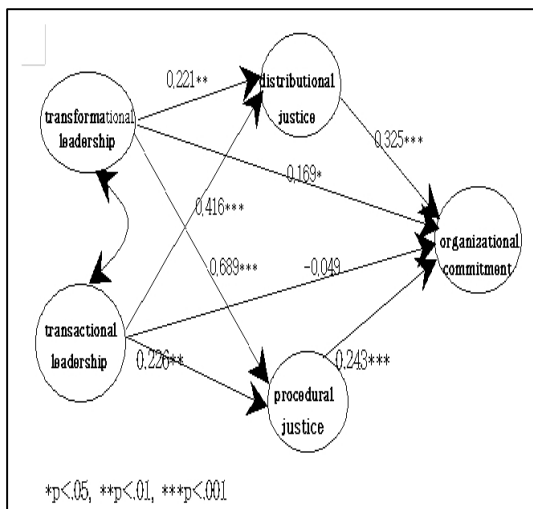 0.221**
distributional
justice
transformational
leadership
0.325***
0.169*
0.416***
0.689***
-0.049
organizational
commitment
transactional
leadership
0.226**
0.243***
procedural
justice
*p<.05, **p<.01, ***p<.001